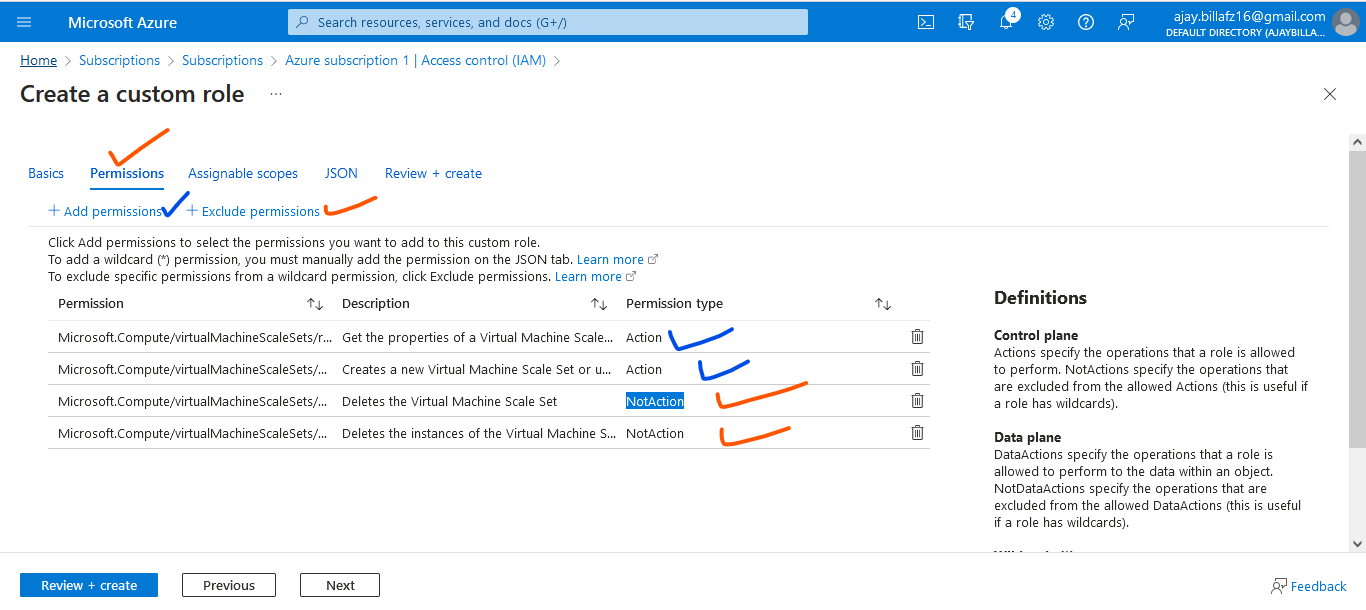 Microsoft Azure
Search resources, services, and docs (G+/)
4
ajay.billafz16@gmail.com
DEFAULT DIRECTORY (AJAYBILLA...
Home > Subscriptions > Subscriptions > Azure subscription 1 | Access control (IAM) >
Create a custom role ...
Basics Permissions Assignable scopes JSON Review + create
+ Add permissions + Exclude permissions
Click Add permissions to select the permissions you want to add to this custom role.
To add a wildcard (*) permission, you must manually add the permission on the JSON tab. Learn more
To exclude specific permissions from a wildcard permission, click Exclude permissions. Learn more
Permission Description Permission type
Microsoft.Compute/virtualMachineScaleSets/r... Get the properties of a Virtual Machine Scale... Action
Microsoft.Compute/virtualMachineScaleSets/... Creates a new Virtual Machine Scale Set or u... Action
Microsoft.Compute/virtualMachineScaleSets/... Deletes the Virtual Machine Scale Set NotAction
Microsoft.Compute/virtualMachineScaleSets/... Deletes the instances of the Virtual Machine S... NotAction
Definitions
Control plane
Actions specify the operations that a role is allowed
to perform. NotActions specify the operations that
are excluded from the allowed Actions (this is useful if
a role has wildcards).
Data plane
DataActions specify the operations that a role is
allowed to perform to the data within an object.
NotDataActions specify the operations that are
excluded from the allowed DataActions (this is useful
if a role has wildcards).
Review + create Previous Next
Feedback